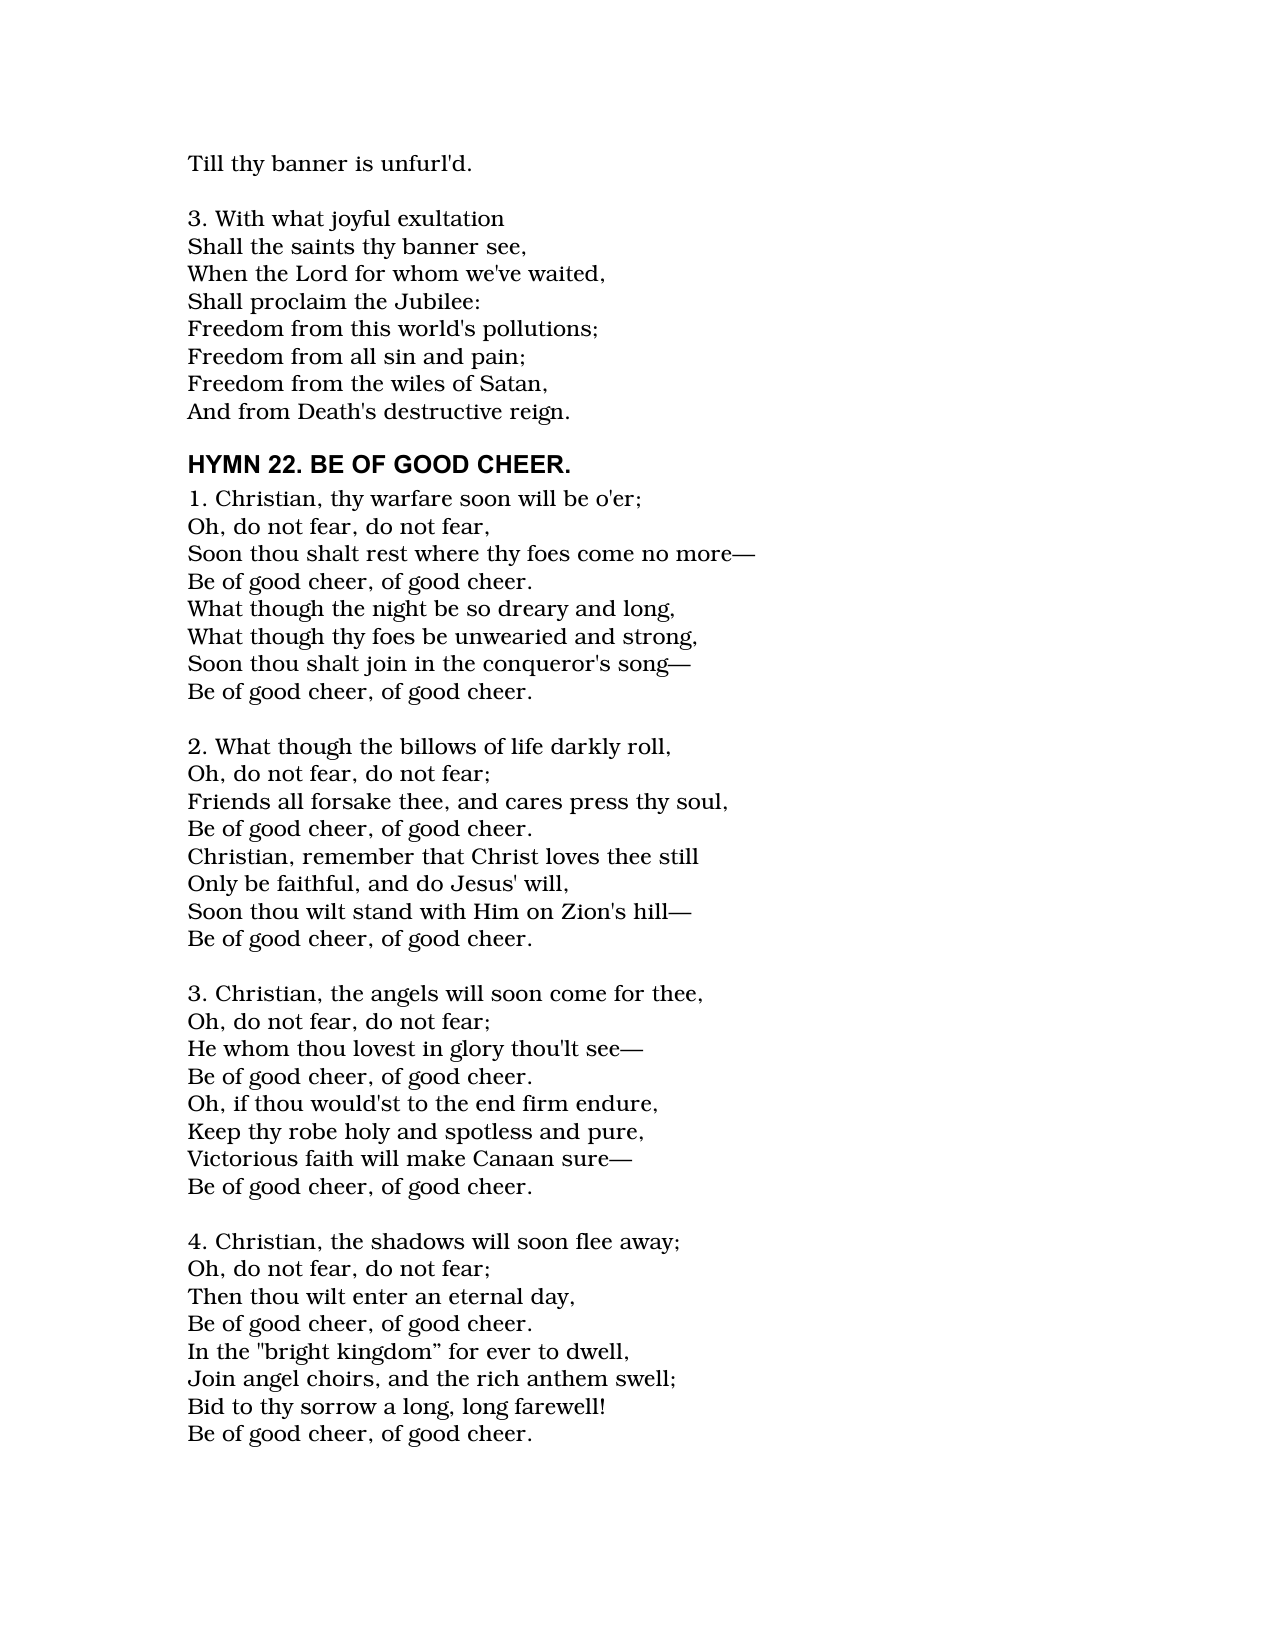 Till thy banner is unfurl'd.

3. With what joyful exultation
Shall the saints thy banner see,
When the Lord for whom we've waited,
Shall proclaim the Jubilee:
Freedom from this world's pollutions;
Freedom from all sin and pain;
Freedom from the wiles of Satan,
And from Death's destructive reign.

HYMN 22. BE OF GOOD CHEER.
1. Christian, thy warfare soon will be o'er;
Oh, do not fear, do not fear,
Soon thou shalt rest where thy foes come no more—
Be of good cheer, of good cheer.
What though the night be so dreary and long,
What though thy foes be unwearied and strong,
Soon thou shalt join in the conqueror's song—
Be of good cheer, of good cheer.

2. What though the billows of life darkly roll,
Oh, do not fear, do not fear;
Friends all forsake thee, and cares press thy soul,
Be of good cheer, of good cheer.
Christian, remember that Christ loves thee still
Only be faithful, and do Jesus' will,
Soon thou wilt stand with Him on Zion's hill—
Be of good cheer, of good cheer.

3. Christian, the angels will soon come for thee,
Oh, do not fear, do not fear;
He whom thou lovest in glory thou'lt see—
Be of good cheer, of good cheer.
Oh, if thou would'st to the end firm endure,
Keep thy robe holy and spotless and pure,
Victorious faith will make Canaan sure—
Be of good cheer, of good cheer.

4. Christian, the shadows will soon flee away;
Oh, do not fear, do not fear;
Then thou wilt enter an eternal day,
Be of good cheer, of good cheer.
In the "bright kingdom” for ever to dwell,
Join angel choirs, and the rich anthem swell;
Bid to thy sorrow a long, long farewell!
Be of good cheer, of good cheer.